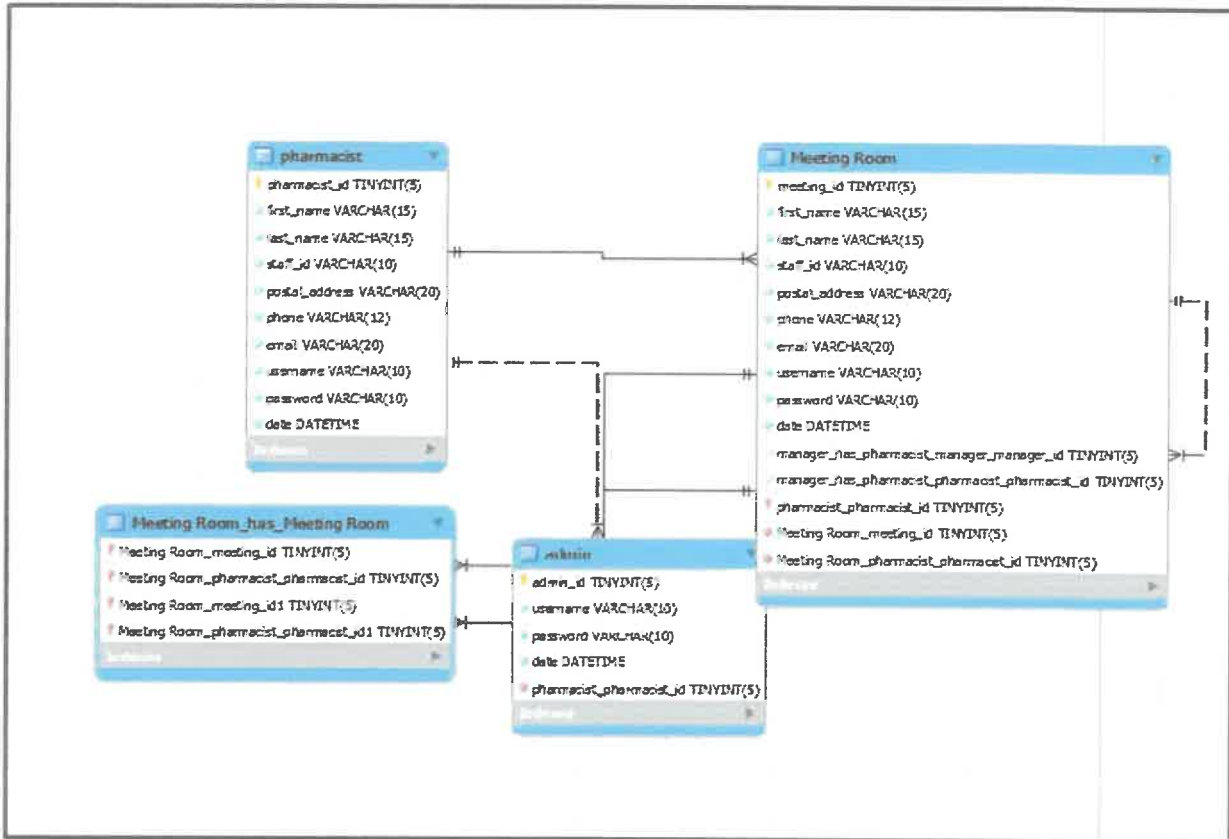 pharmacist
pharmacist_id TINYINT(5)
first_name VARCHAR(15)
last_name VARCHAR(15)
staff_id VARCHAR(10)
postal_address VARCHAR(20)
phone VARCHAR(12)
email VARCHAR(20)
username VARCHAR(10)
password VARCHAR(10)
date DATETIME
Indexes
Meeting Room
meeting_id TINYINT(5)
first_name VARCHAR(15)
last_name VARCHAR(15)
staff_id VARCHAR(10)
postal_address VARCHAR(20)
phone VARCHAR(12)
email VARCHAR(20)
username VARCHAR(10)
password VARCHAR(10)
date DATETIME
manager_has_pharmacist_manager_manager_id TINYINT(5)
manager_has_pharmacist_pharmacist_pharmacist_id TINYINT(5)
pharmacist_pharmacist_id TINYINT(5)
Meeting Room_meeting_id TINYINT(5)
Meeting Room_pharmacist_pharmacist_id TINYINT(5)
Indexes
Meeting Room_has_Meeting Room
Meeting Room_meeting_id TINYINT(5)
Meeting Room_pharmacist_pharmacist_id TINYINT(5)
Meeting Room_meeting_id1 TINYINT(5)
Meeting Room_pharmacist_pharmacist_id1 TINYINT(5)
Indexes
admin
admin_id TINYINT(5)
username VARCHAR(10)
password VARCHAR(10)
date DATETIME
pharmacist_pharmacist_id TINYINT(5)
Indexes